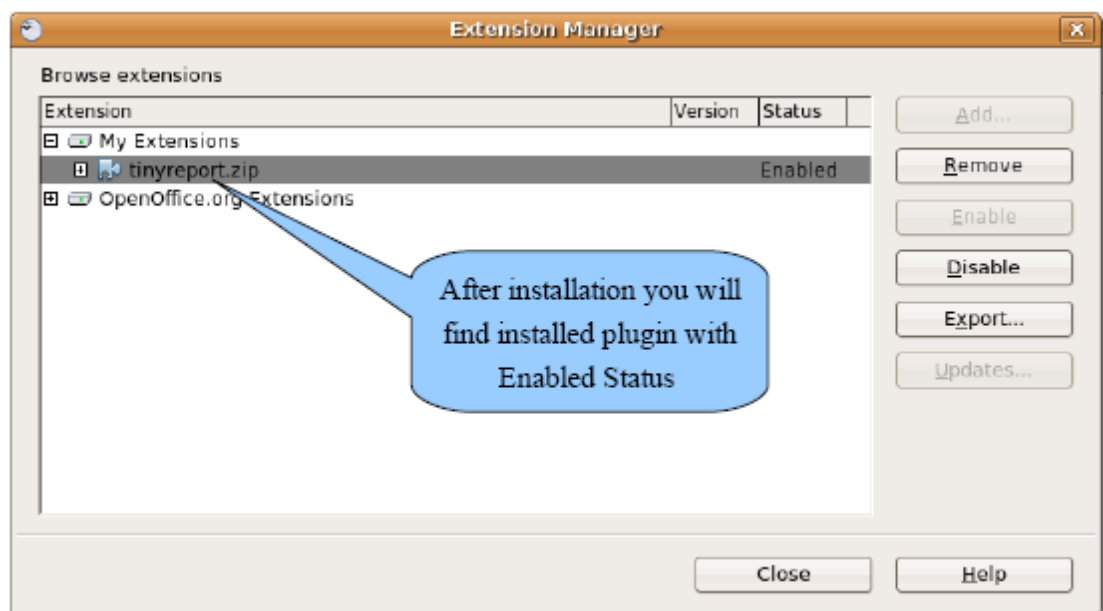 Extension Manager
Browse extensions
Extension Version Status
My Extensions
tinyreport.zip Enabled
OpenOffice.org Extensions
After installation you will
find installed plugin with
Enabled Status
Add...
Remove
Enable
Disable
Export...
Updates...
Close
Help